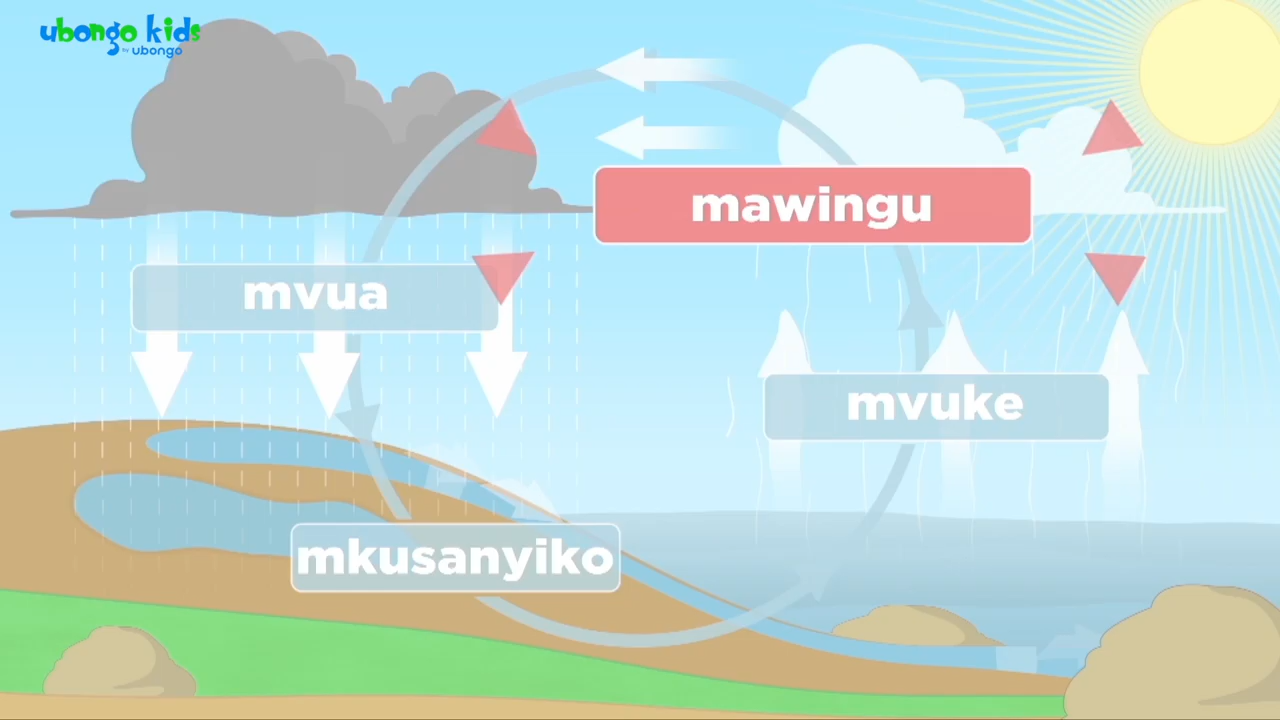 ubongo kids
by ubongo
mawingu
mvua
mvuke
mkusanyiko